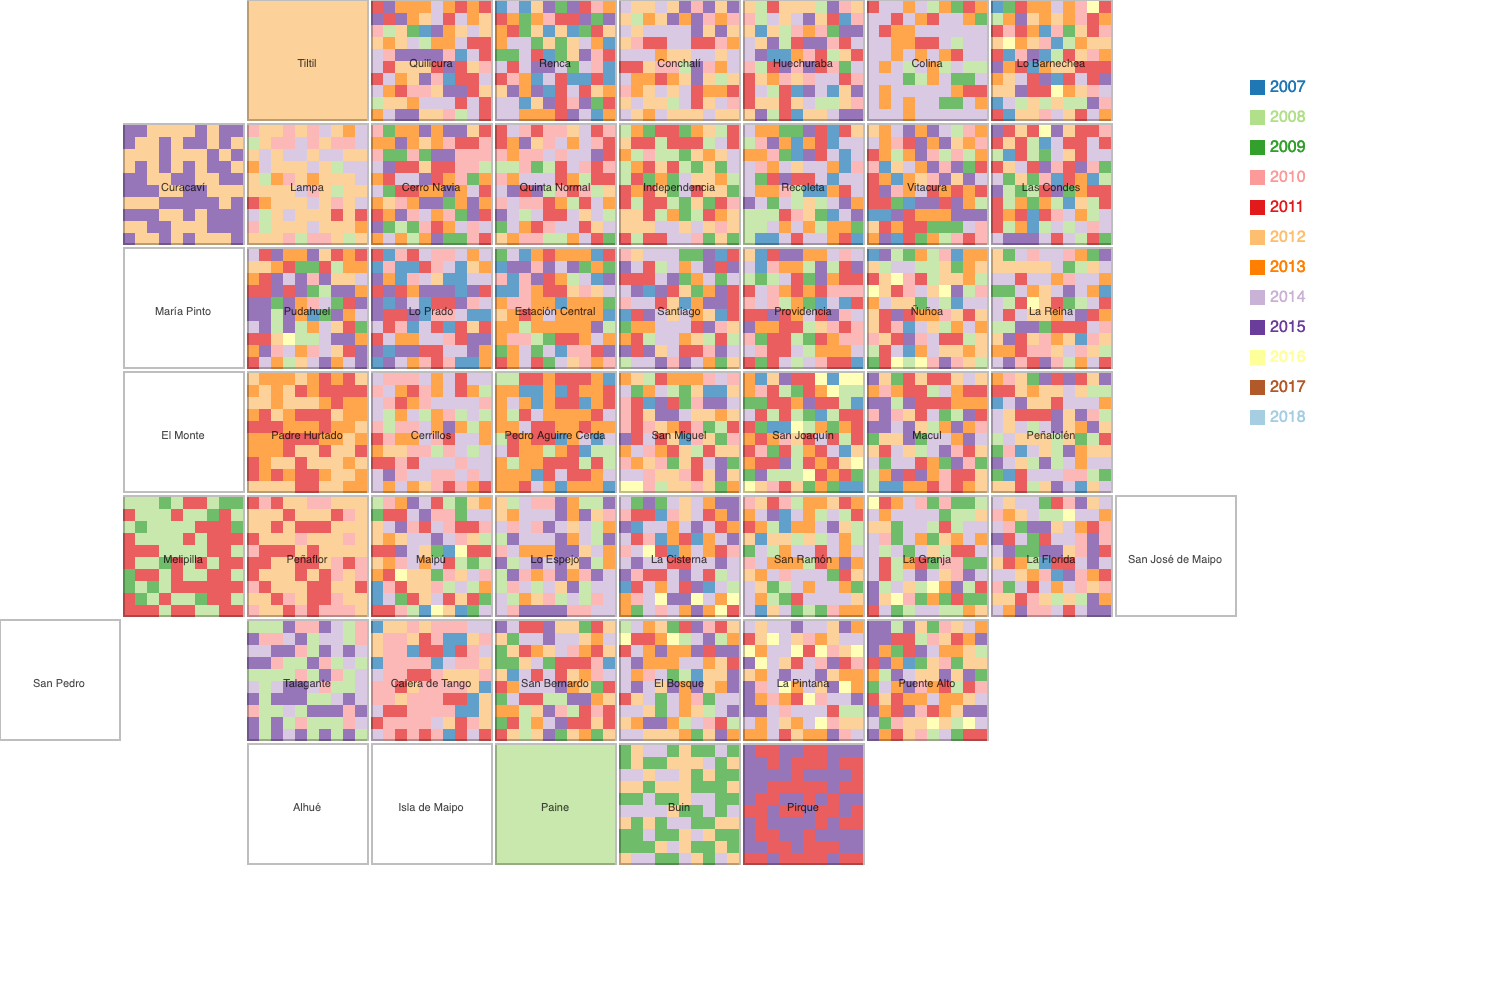 Tiltil Quilicura Renca Conchalí Huechuraba Colina Lo Barnechea
Curacaví Lampa Cerro Navia Quinta Normal Independencia Recoleta Vitacura Las Condes
María Pinto Pudahuel Lo Prado Estación Central Santiago Providencia Ñuñoa La Reina
El Monte Padre Hurtado Cerrillos Pedro Aguirre Cerda San Miguel San Joaquín Macul Peñalolén
Melipilla Peñaflor Maipú Lo Espejo La Cisterna San Ramón La Granja La Florida San José de Maipo
San Pedro Talagante Calera de Tango San Bernardo El Bosque La Pintana Puente Alto
Alhué Isla de Maipo Paine Buin Pirque
2007
2008
2009
2010
2011
2012
2013
2014
2015
2016
2017
2018